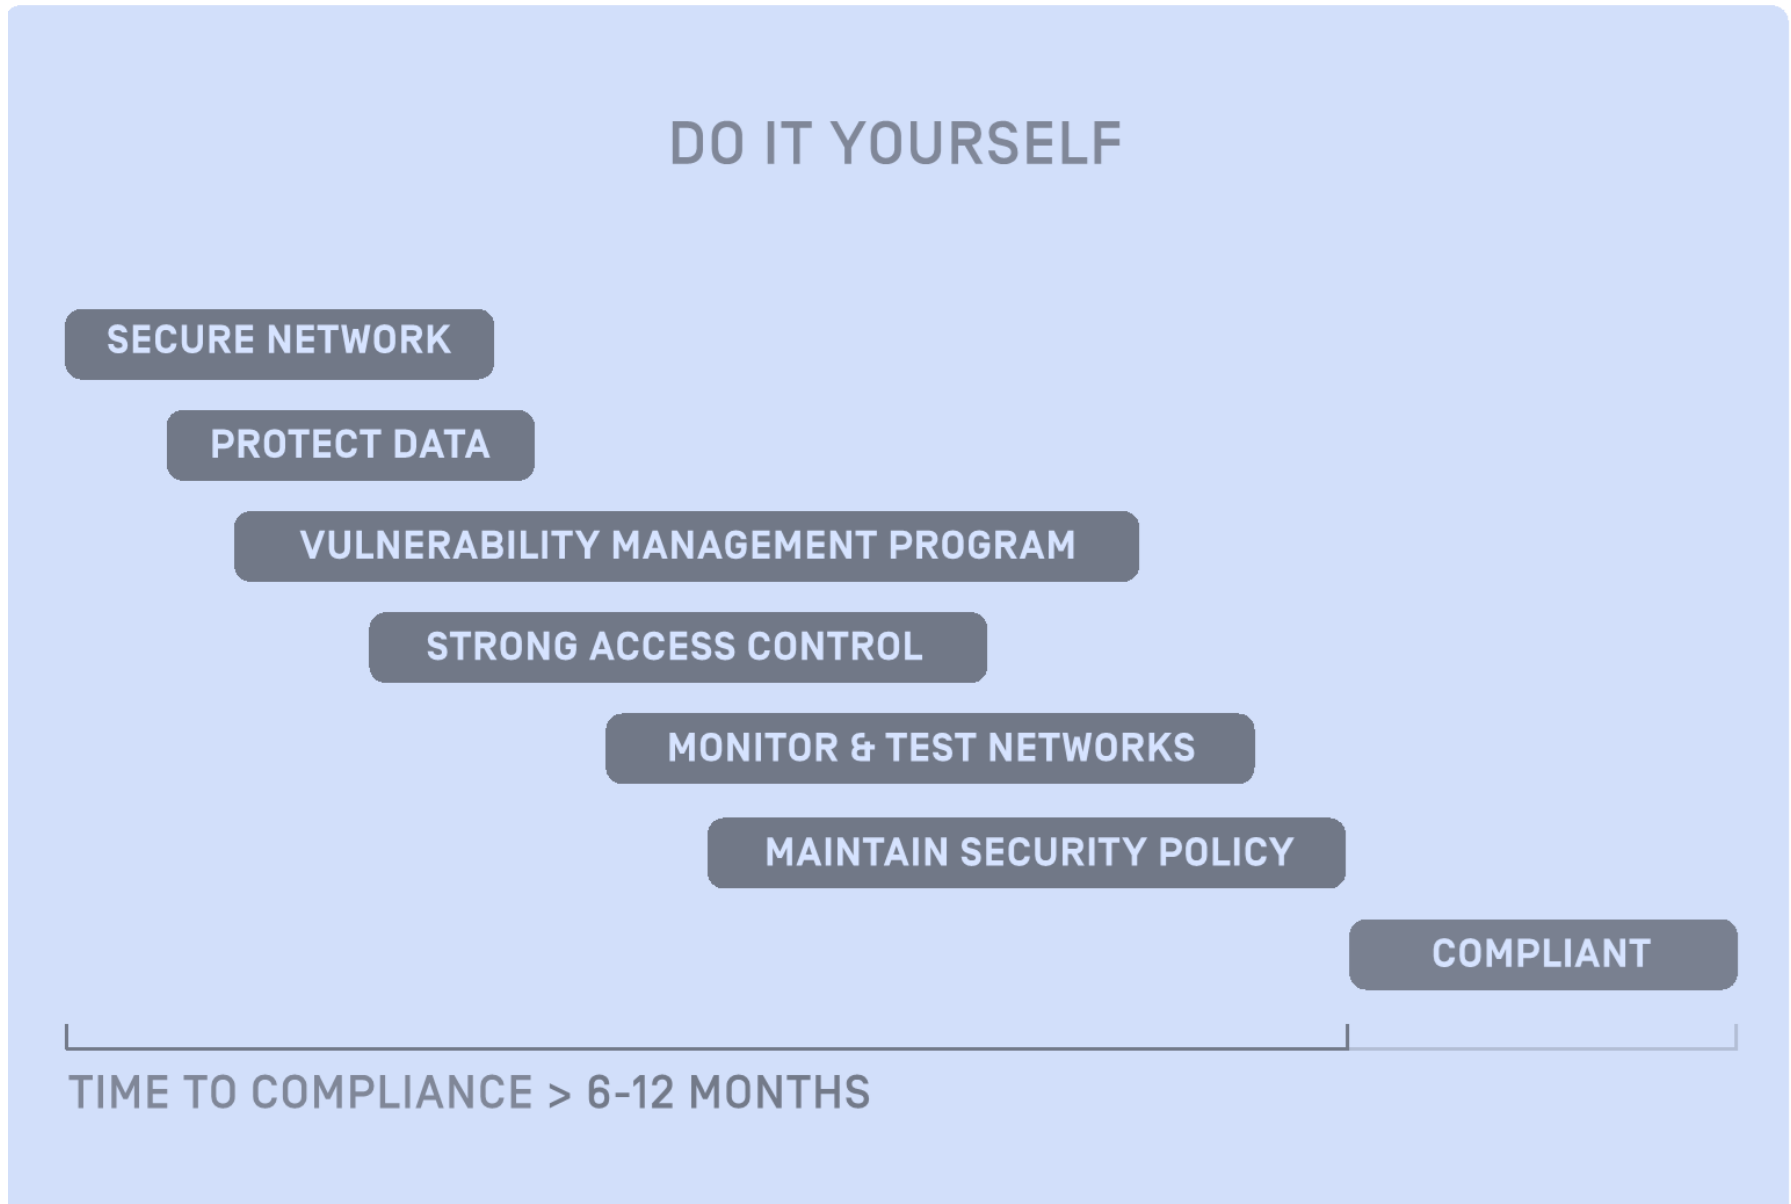 DO IT YOURSELF
SECURE NETWORK
PROTECT DATA
VULNERABILITY MANAGEMENT PROGRAM
STRONG ACCESS CONTROL
MONITOR & TEST NETWORKS
MAINTAIN SECURITY POLICY
COMPLIANT
TIME TO COMPLIANCE > 6-12 MONTHS